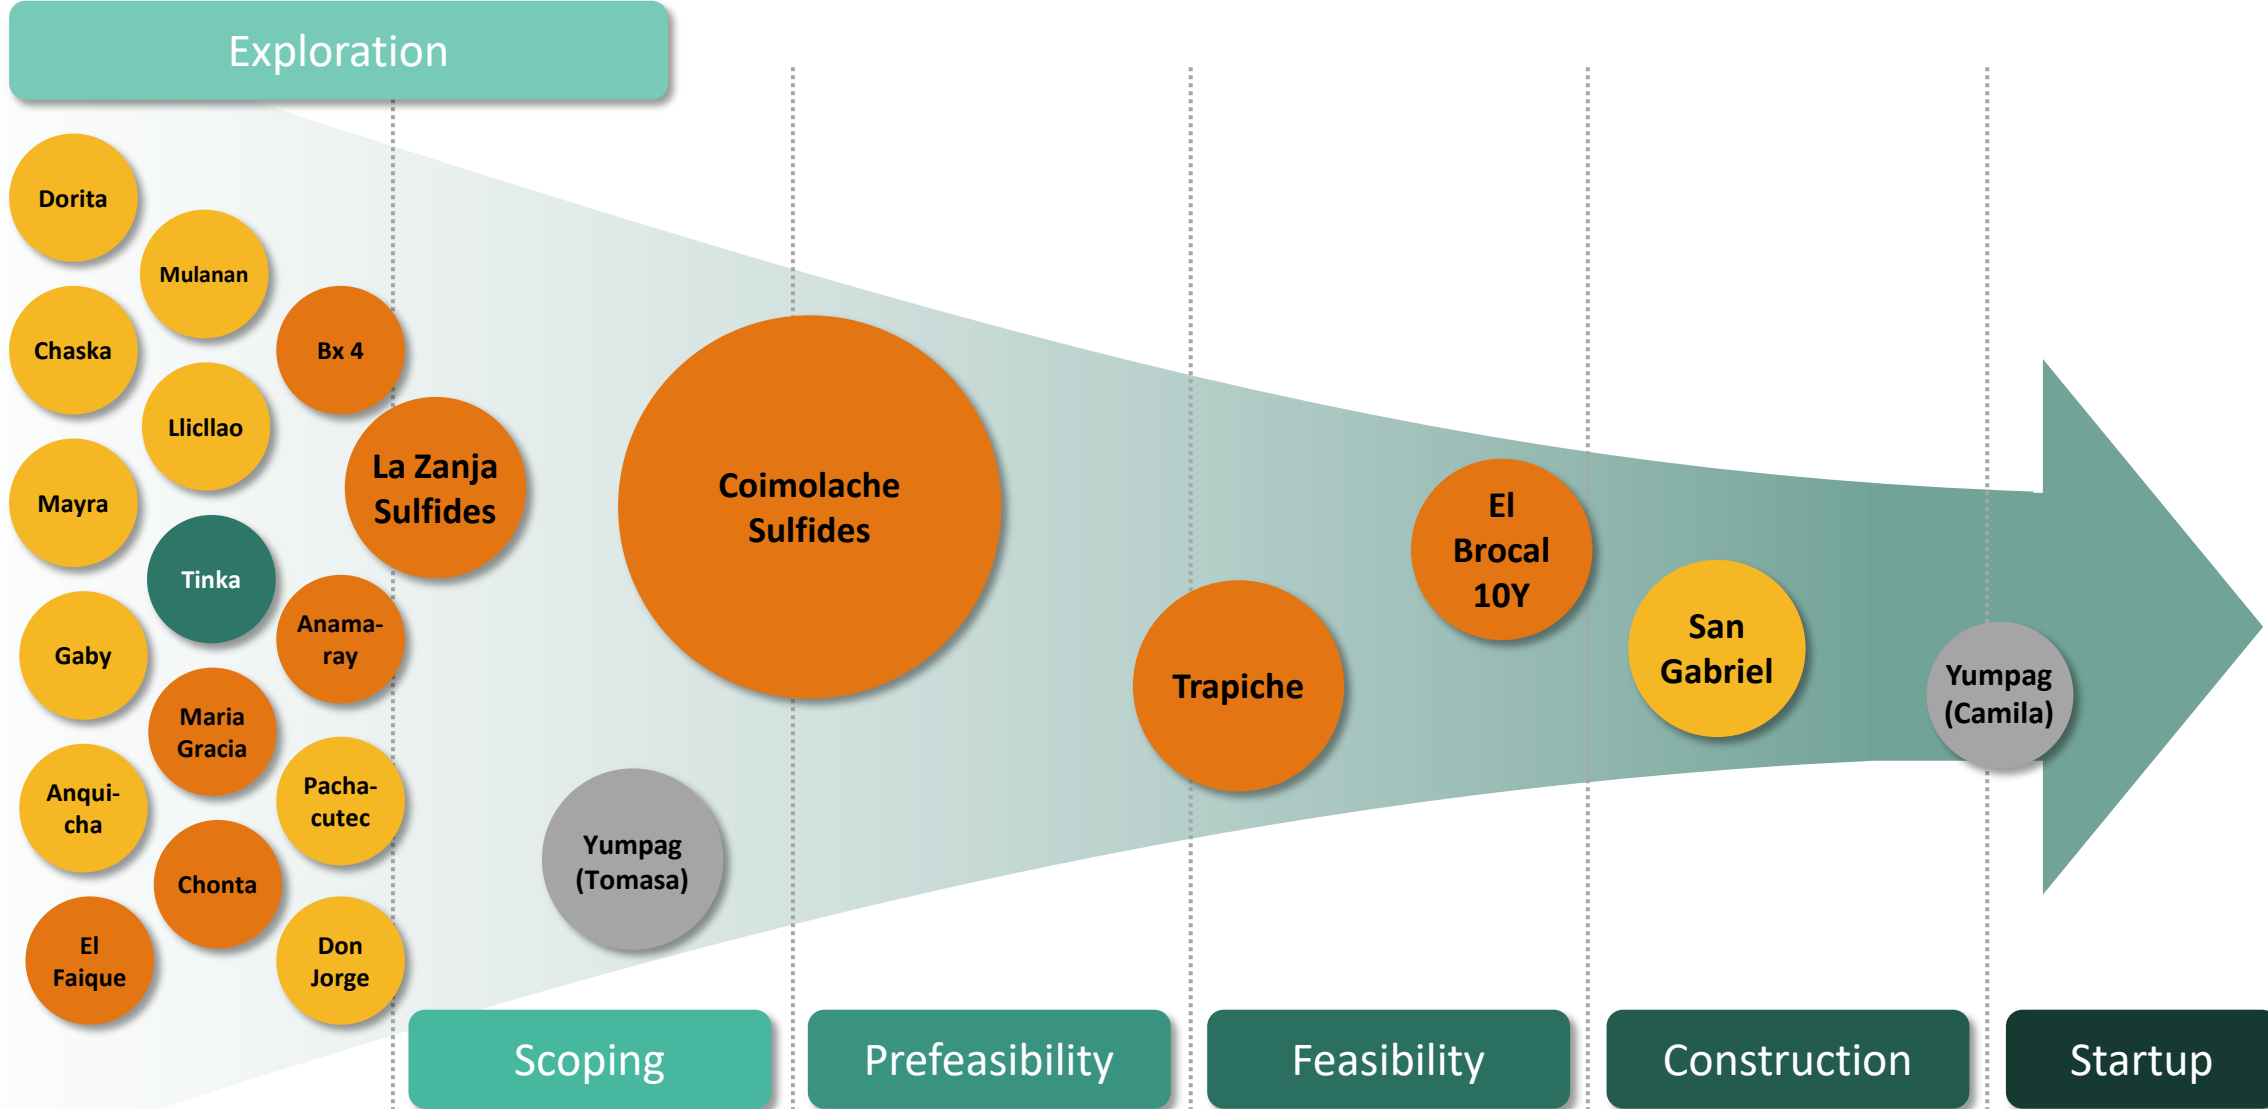 Exploration
Dorita
Mulanan
Chaska
Bx 4
Llicllao
La Zanja
Sulfides
Mayra
Coimolache
Sulfides
El
Brocal
10Y
Tinka
Anama-
ray
San
Gabriel
Gaby
Trapiche
Yumpag
(Camila)
Maria
Gracia
Anqui-
cha
Pacha-
cutec
Yumpag
(Tomasa)
Chonta
El
Faique
Don
Jorge
Scoping
Prefeasibility
Feasibility
Construction
Startup